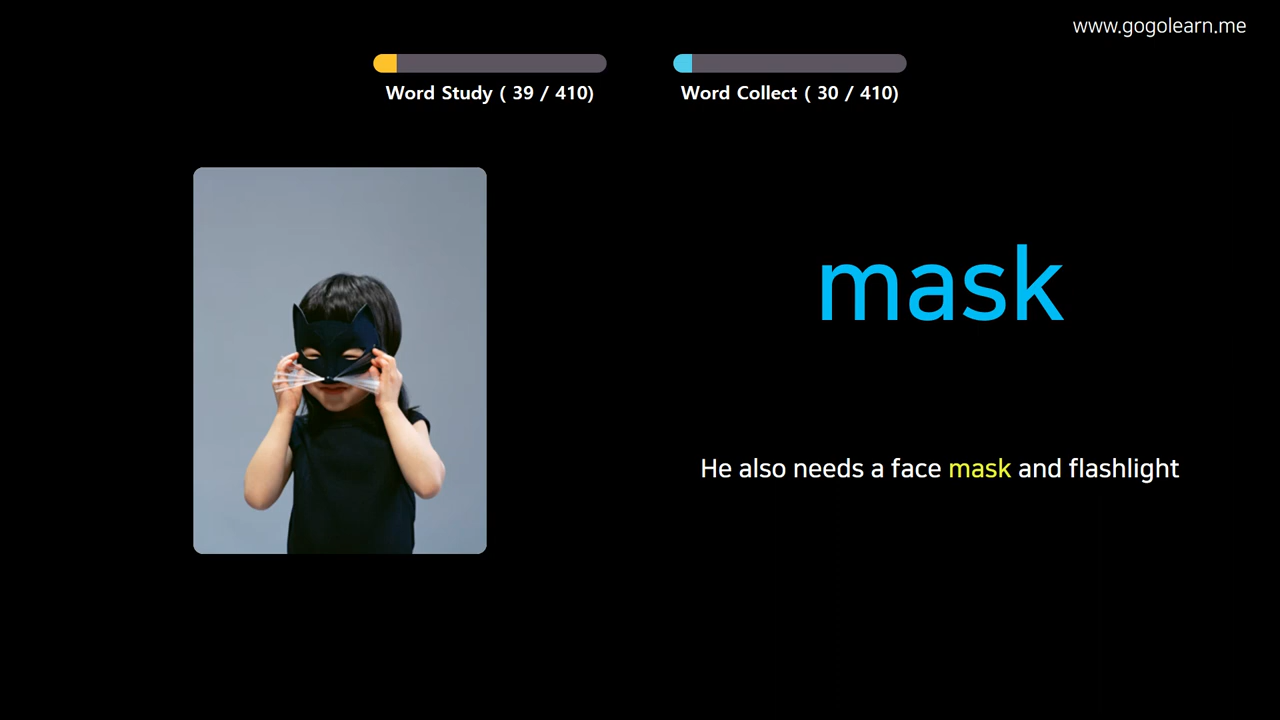 www.gogolearn.me
Word Study ( 39 / 410)
Word Collect ( 30 / 410)
mask
He also needs a face mask and flashlight